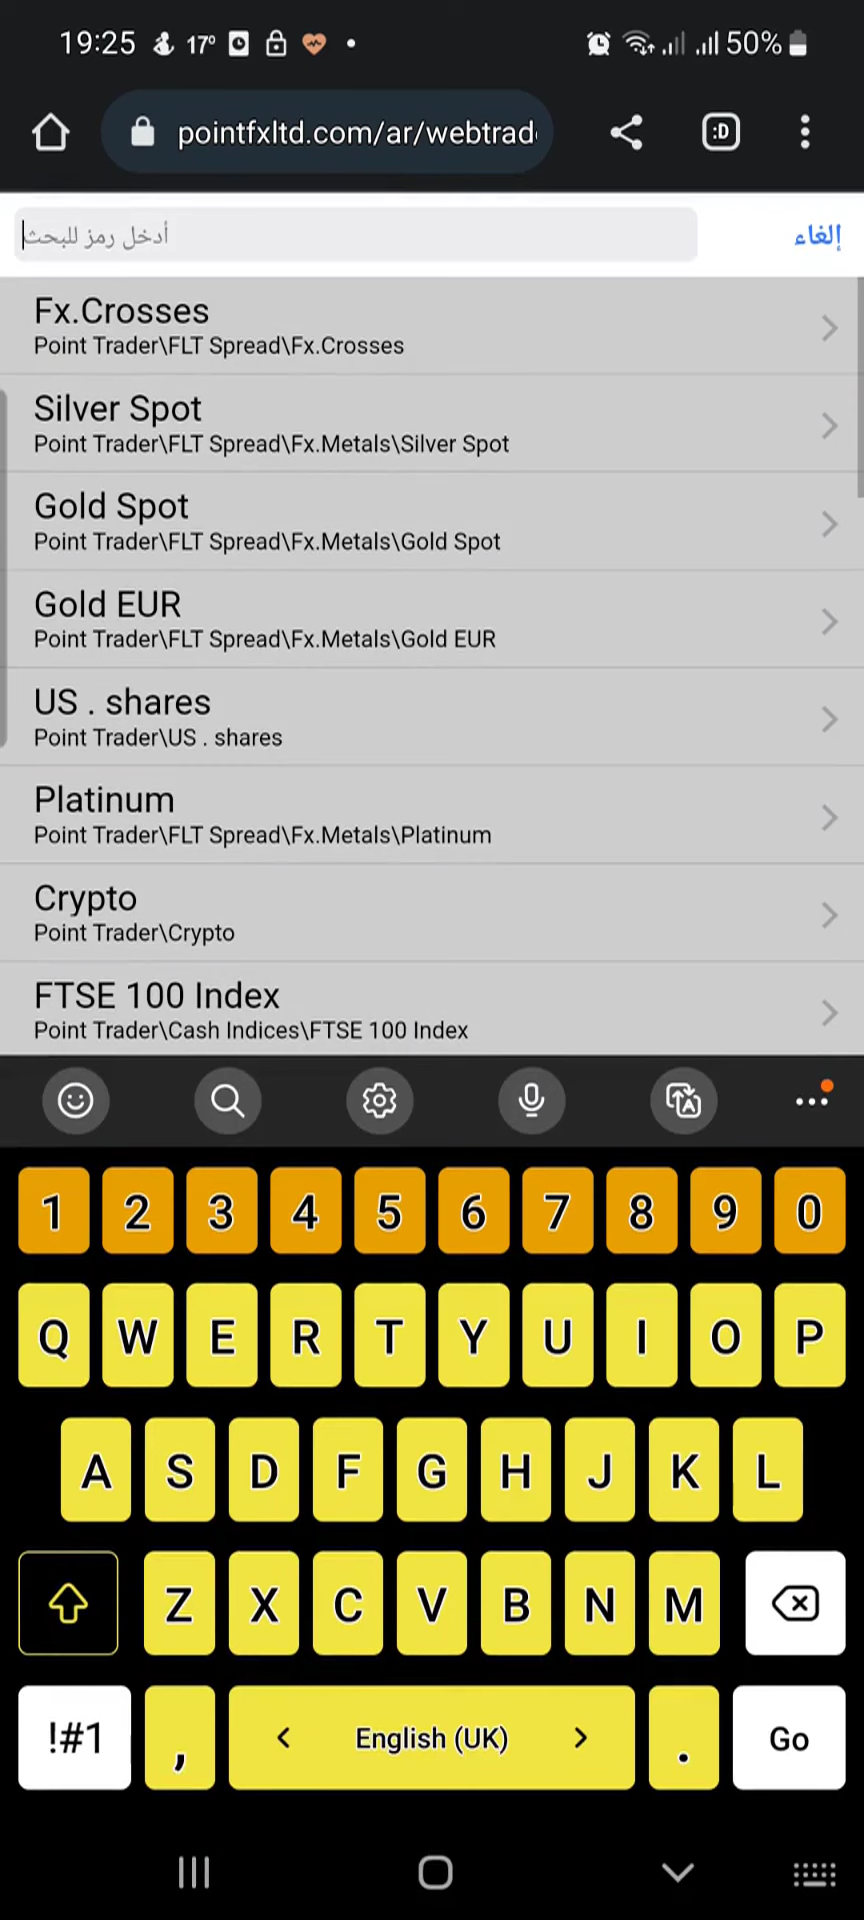 19:25 17° 50%
pointfxltd.com/ar/webtrad
:D
أدخل رمز للبحث
إلغاء
Fx.Crosses
Point Trader\FLT Spread\Fx.Crosses
Silver Spot
Point Trader\FLT Spread\Fx.Metals\Silver Spot
Gold Spot
Point Trader\FLT Spread\Fx.Metals\Gold Spot
Gold EUR
Point Trader\FLT Spread\Fx.Metals\Gold EUR
US . shares
Point Trader\US . shares
Platinum
Point Trader\FLT Spread\Fx.Metals\Platinum
Crypto
Point Trader\Crypto
FTSE 100 Index
Point Trader\Cash Indices\FTSE 100 Index
1 2 3 4 5 6 7 8 9 0
Q W E R T Y U I O P
A S D F G H J K L
Z X C V B N M
!#1 , < English (UK) > . Go